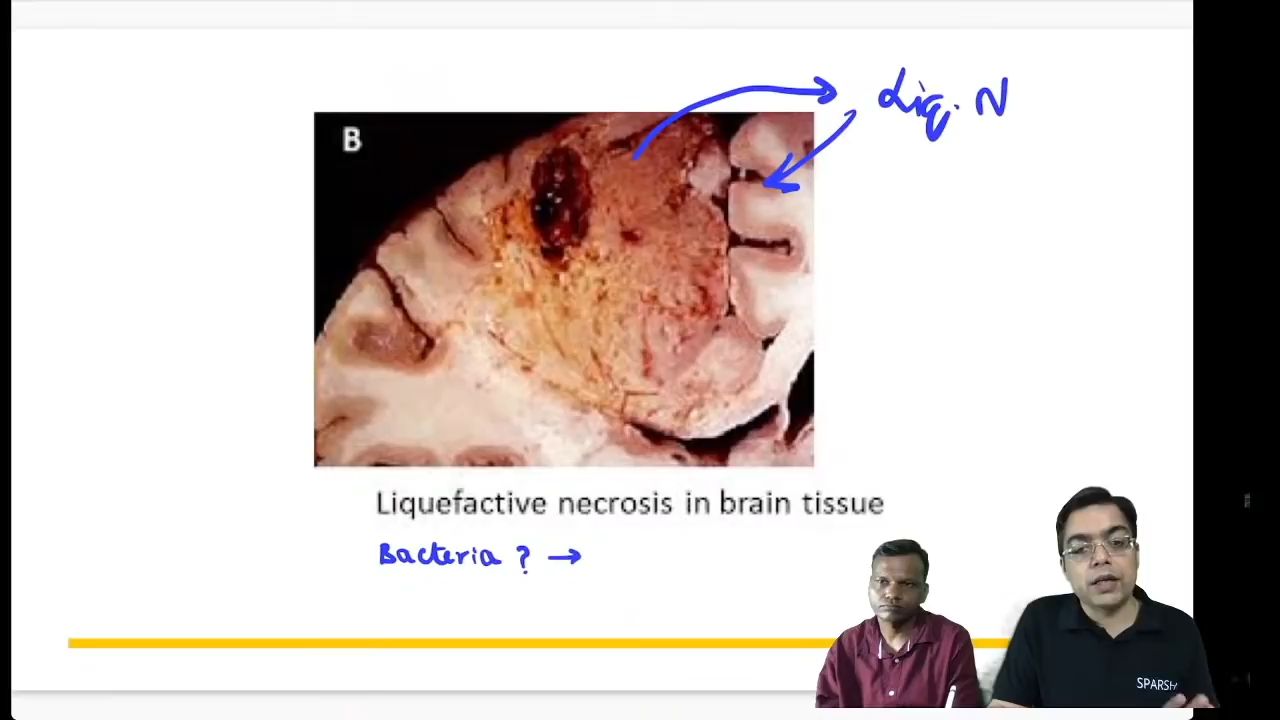 B
Liq. N
Liquefactive necrosis in brain tissue
Bacteria ? →
SPARSH